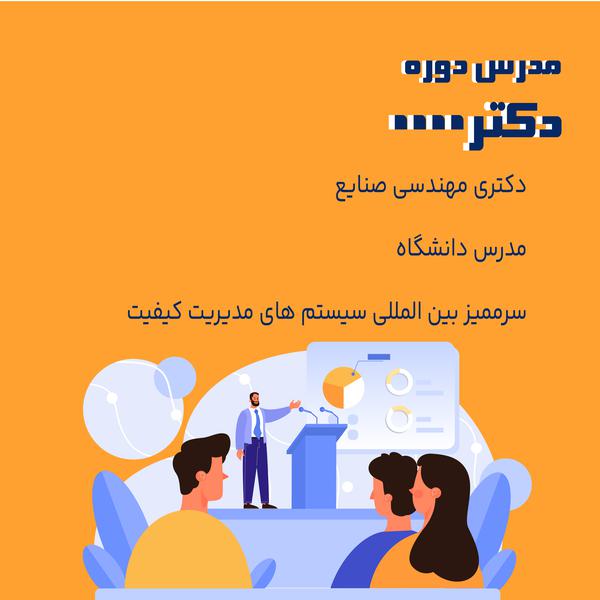 مدرس دوره
دکتر ....
دکتری مهندسی صنایع
مدرس دانشگاه
سرممیز بین المللی سیستم های مدیریت کیفیت